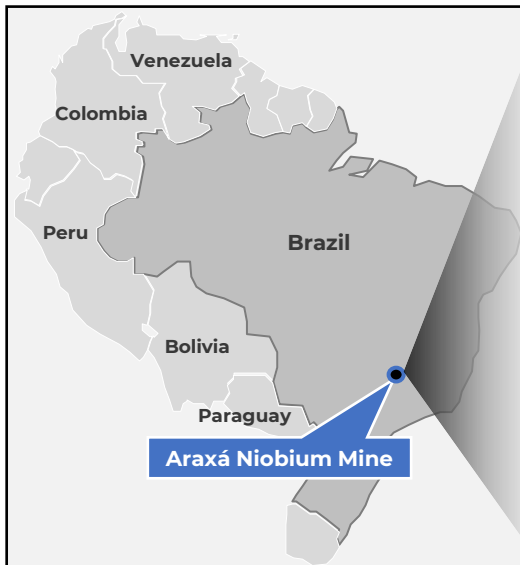 Venezuela
Colombia
Peru
Brazil
Bolivia
Paraguay
Araxá Niobium Mine